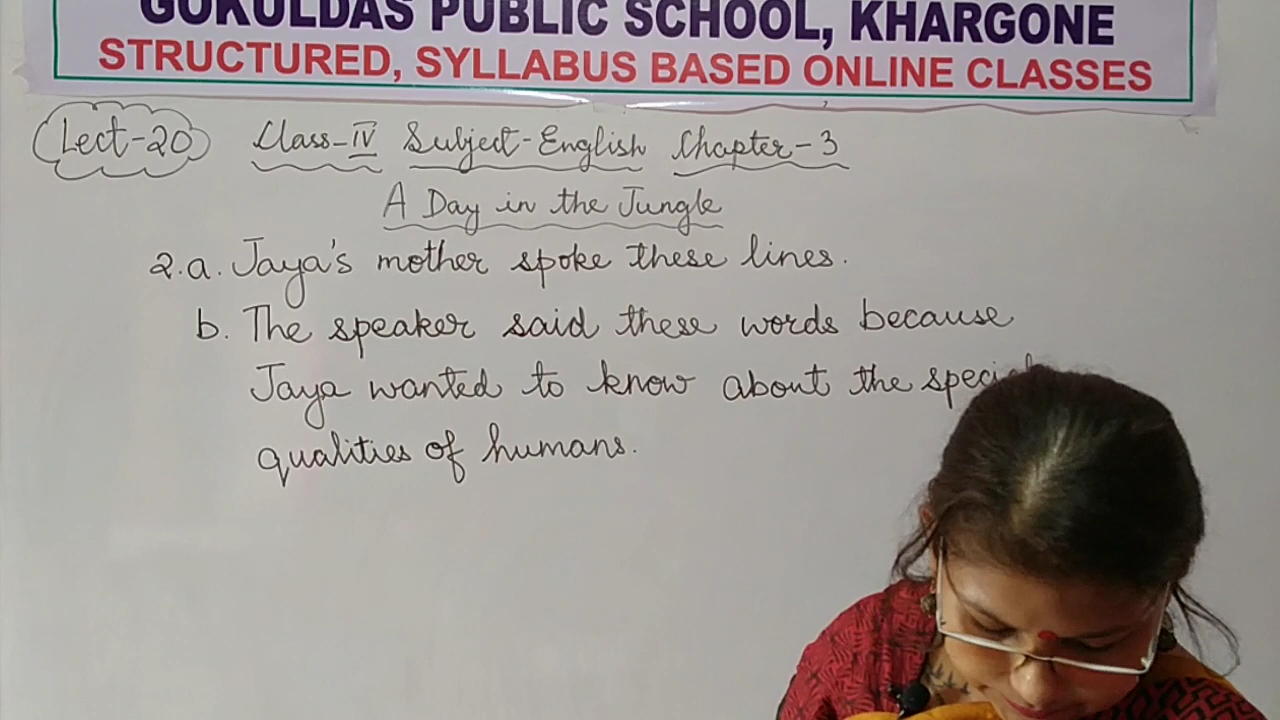 GOKULDAS PUBLIC SCHOOL, KHARGONE
STRUCTURED, SYLLABUS BASED ONLINE CLASSES
Lect-20 Class-IV Subject-English Chapter-3
A Day in the Jungle
2.a. Jaya's mother spoke these lines.
b. The speaker said these words because
Jaya wanted to know about the special
qualities of humans.